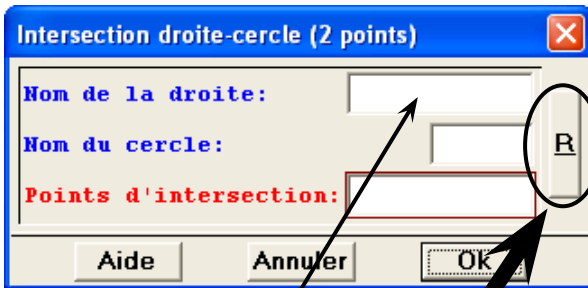 Intersection droite-cercle (2 points)
Nom de la droite:
Nom du cercle:
R
Points d'intersection:
Aide Annuler Ok